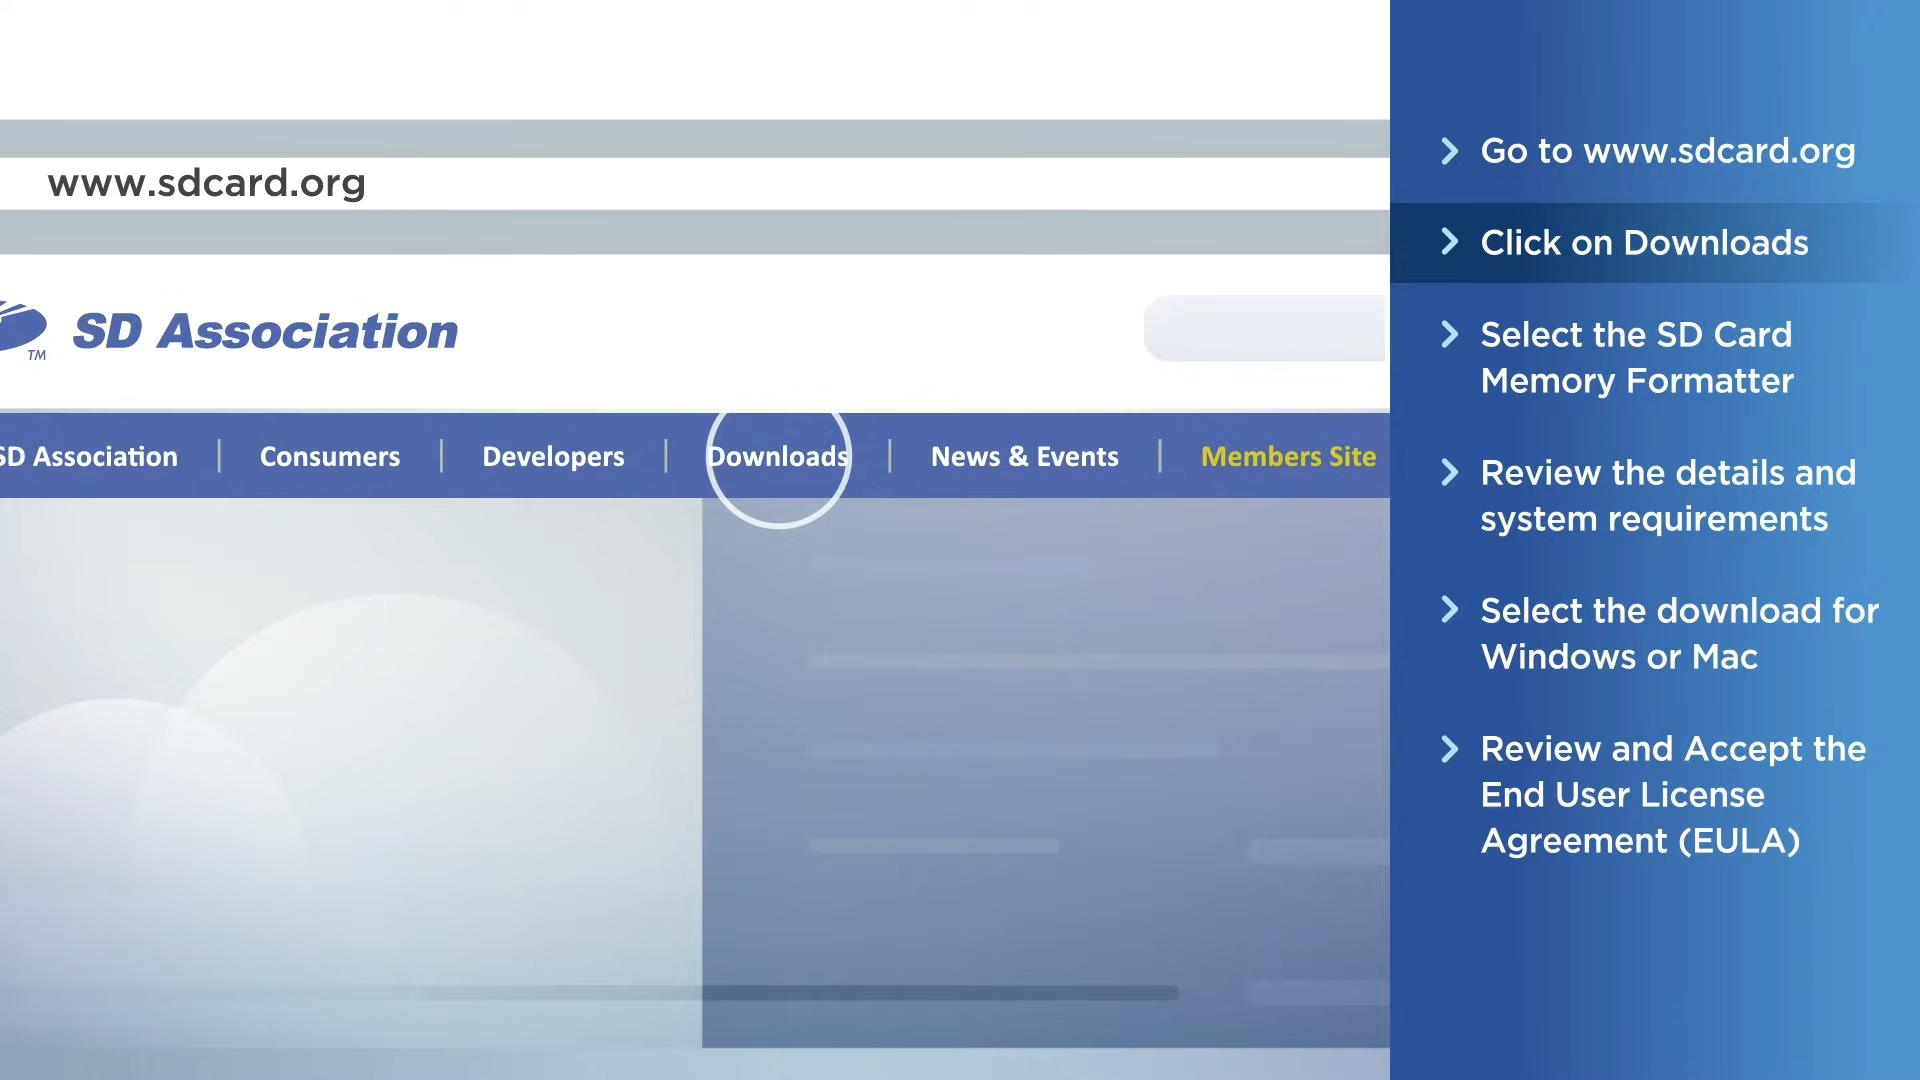 www.sdcard.org
TM
SD Association
SD Association | Consumers | Developers | Downloads | News & Events | Members Site
Go to www.sdcard.org
Click on Downloads
Select the SD Card
Memory Formatter
Review the details and
system requirements
Select the download for
Windows or Mac
Review and Accept the
End User License
Agreement (EULA)